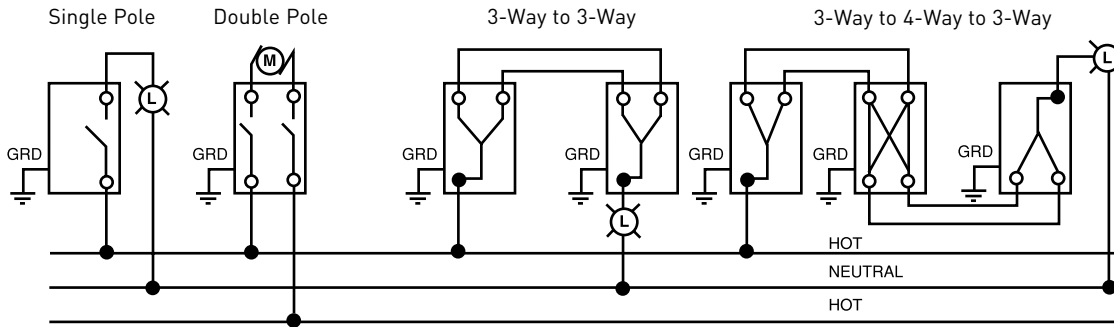 Single Pole
Double Pole
3-Way to 3-Way
3-Way to 4-Way to 3-Way
M
L
L
L
GRD
GRD
GRD
GRD
GRD
GRD
GRD
HOT
NEUTRAL
HOT